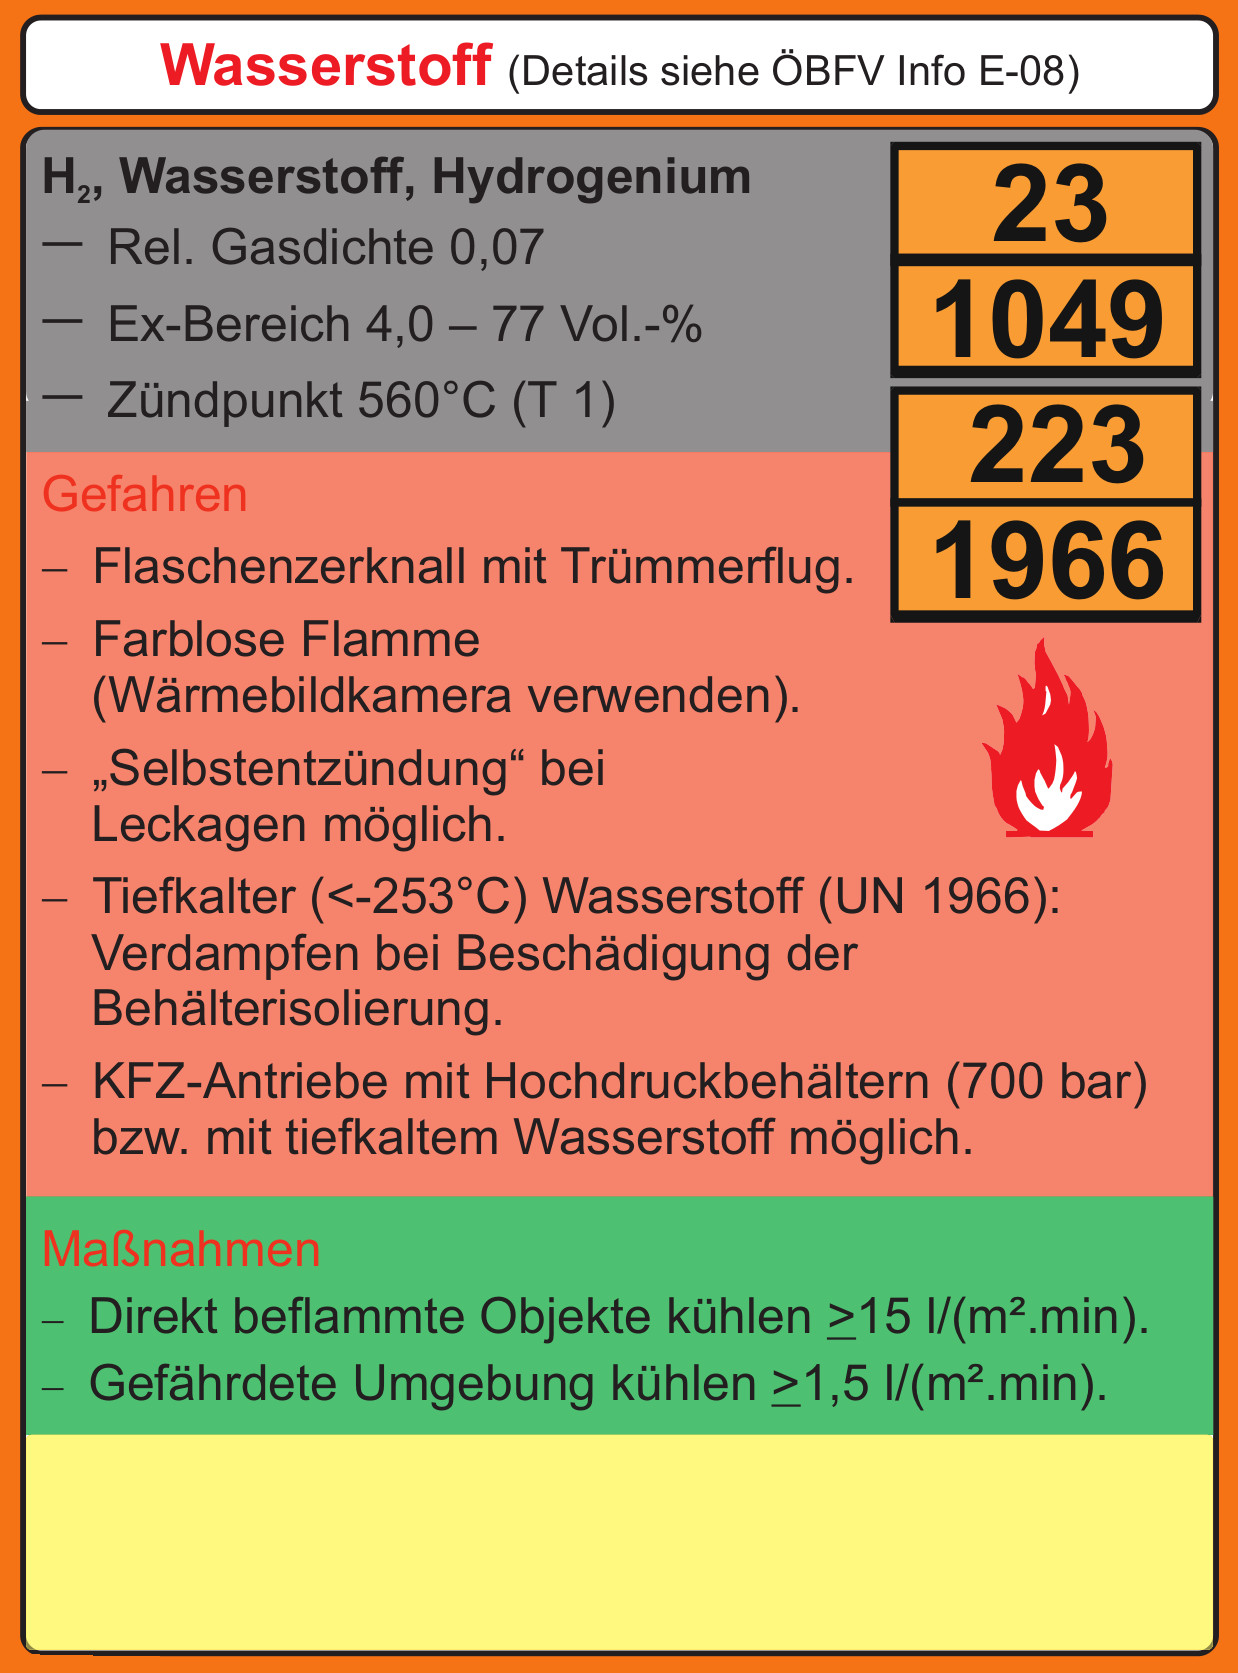 Wasserstoff (Details siehe ÖBFV Info E-08)
H₂, Wasserstoff, Hydrogenium
— Rel. Gasdichte 0,07
— Ex-Bereich 4,0 – 77 Vol.-%
— Zündpunkt 560°C (T 1)
23
1049
223
1966
Gefahren
– Flaschenzerknall mit Trümmerflug.
– Farblose Flamme
(Wärmebildkamera verwenden).
– „Selbstentzündung“ bei
Leckagen möglich.
– Tiefkalter (<-253°C) Wasserstoff (UN 1966):
Verdampfen bei Beschädigung der
Behälterisolierung.
– KFZ-Antriebe mit Hochdruckbehältern (700 bar)
bzw. mit tiefkaltem Wasserstoff möglich.
Maßnahmen
– Direkt beflammte Objekte kühlen ≥15 l/(m².min).
– Gefährdete Umgebung kühlen ≥1,5 l/(m².min).